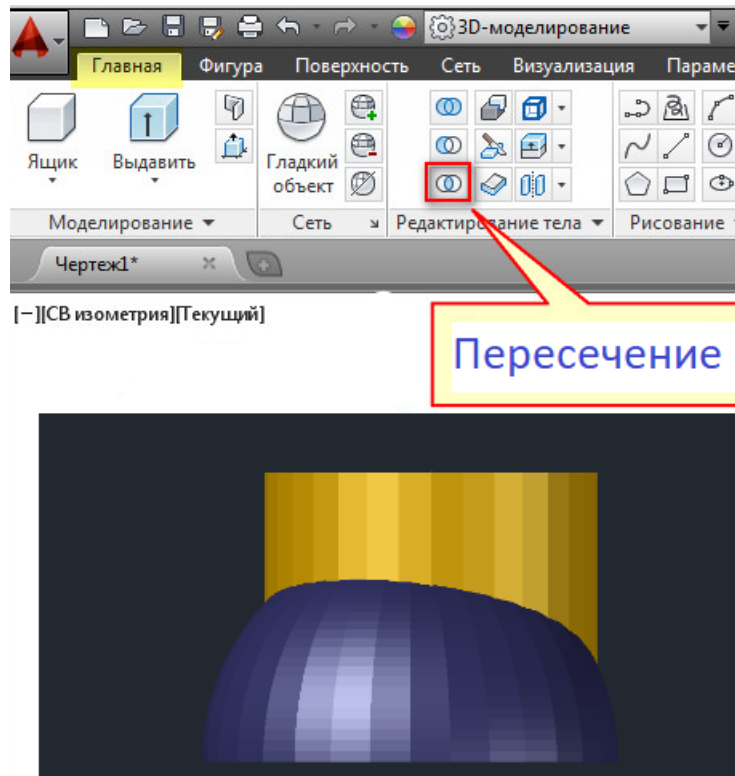 3D-моделирование
Главная Фигура Поверхность Сеть Визуализация Параме
Ящик Выдавить Гладкий объект
Моделирование Сеть Редактирование тела Рисование
Чертеж1*
[−][СВ изометрия][Текущий]
Пересечение